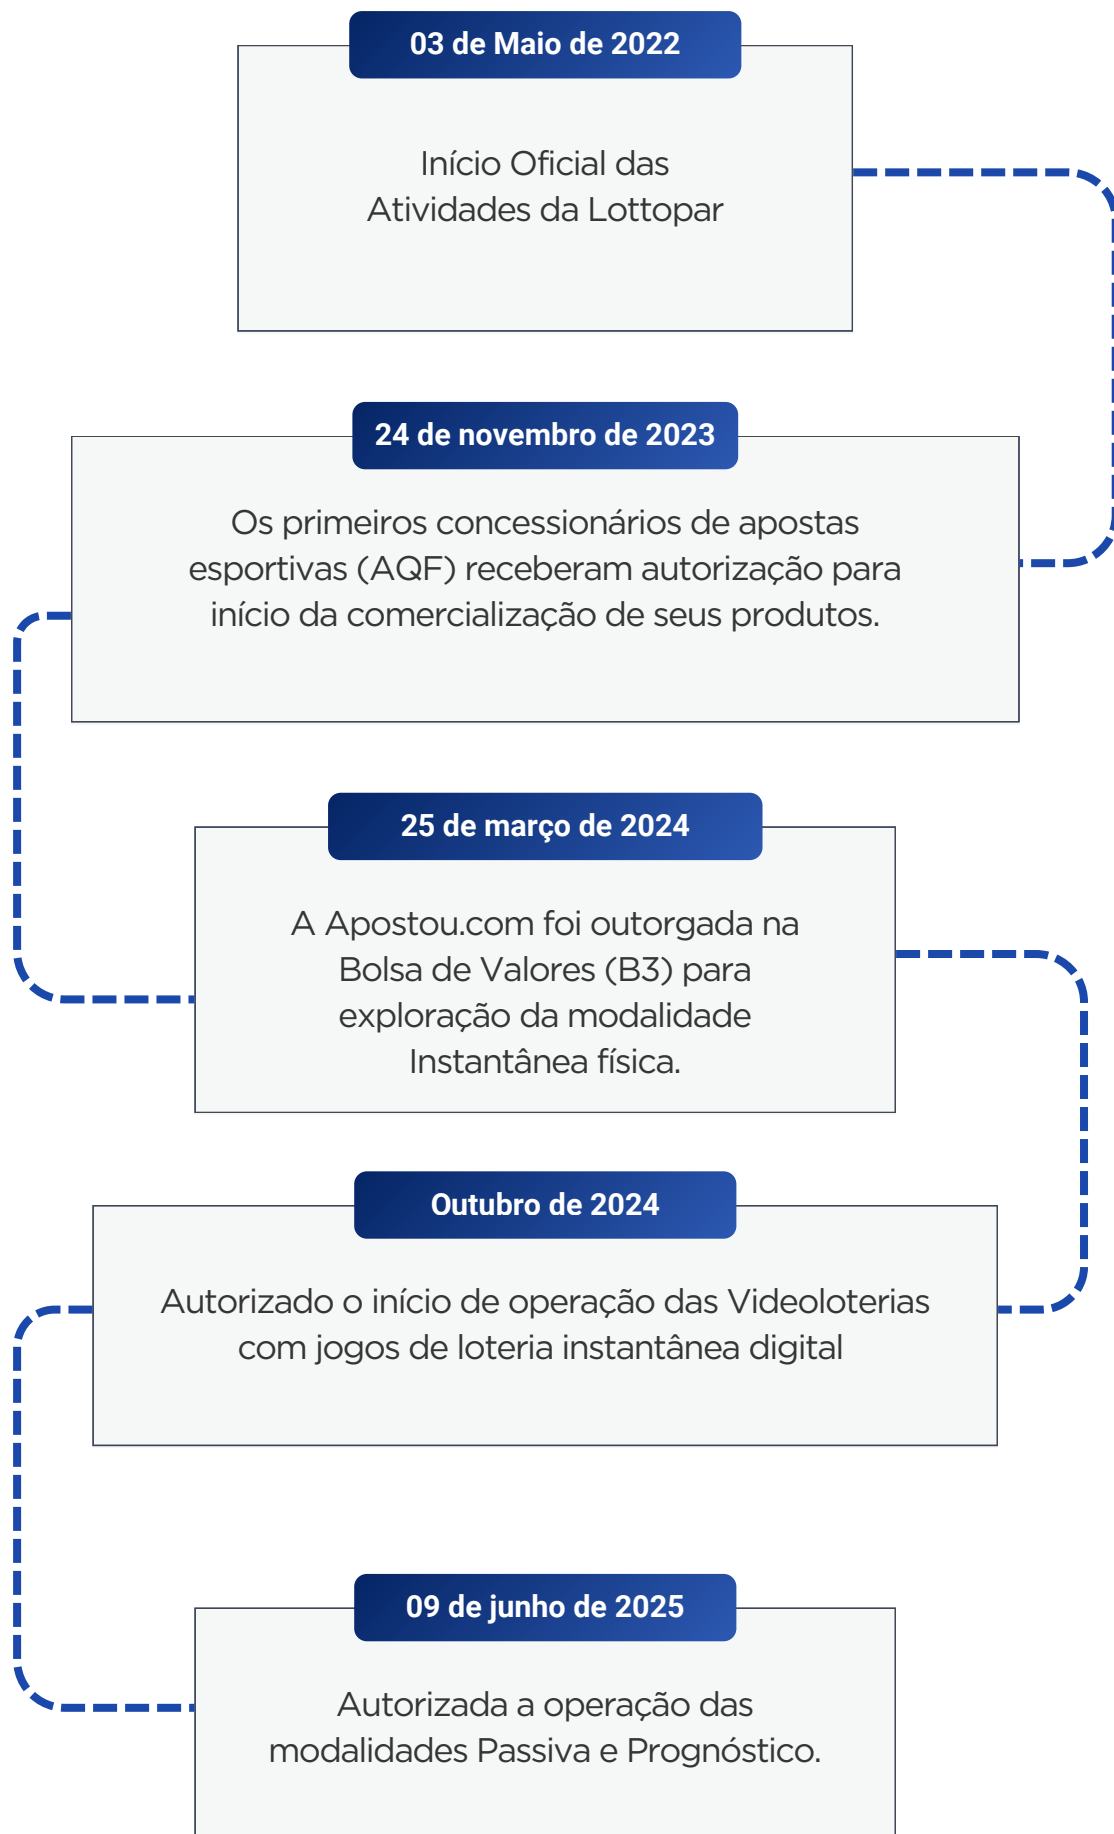 03 de Maio de 2022
Início Oficial das
Atividades da Lottopar
24 de novembro de 2023
Os primeiros concessionários de apostas
esportivas (AQF) receberam autorização para
início da comercialização de seus produtos.
25 de março de 2024
A Apostou.com foi outorgada na
Bolsa de Valores (B3) para
exploração da modalidade
Instantânea física.
Outubro de 2024
Autorizado o início de operação das Videoloterias
com jogos de loteria instantânea digital
09 de junho de 2025
Autorizada a operação das
modalidades Passiva e Prognóstico.